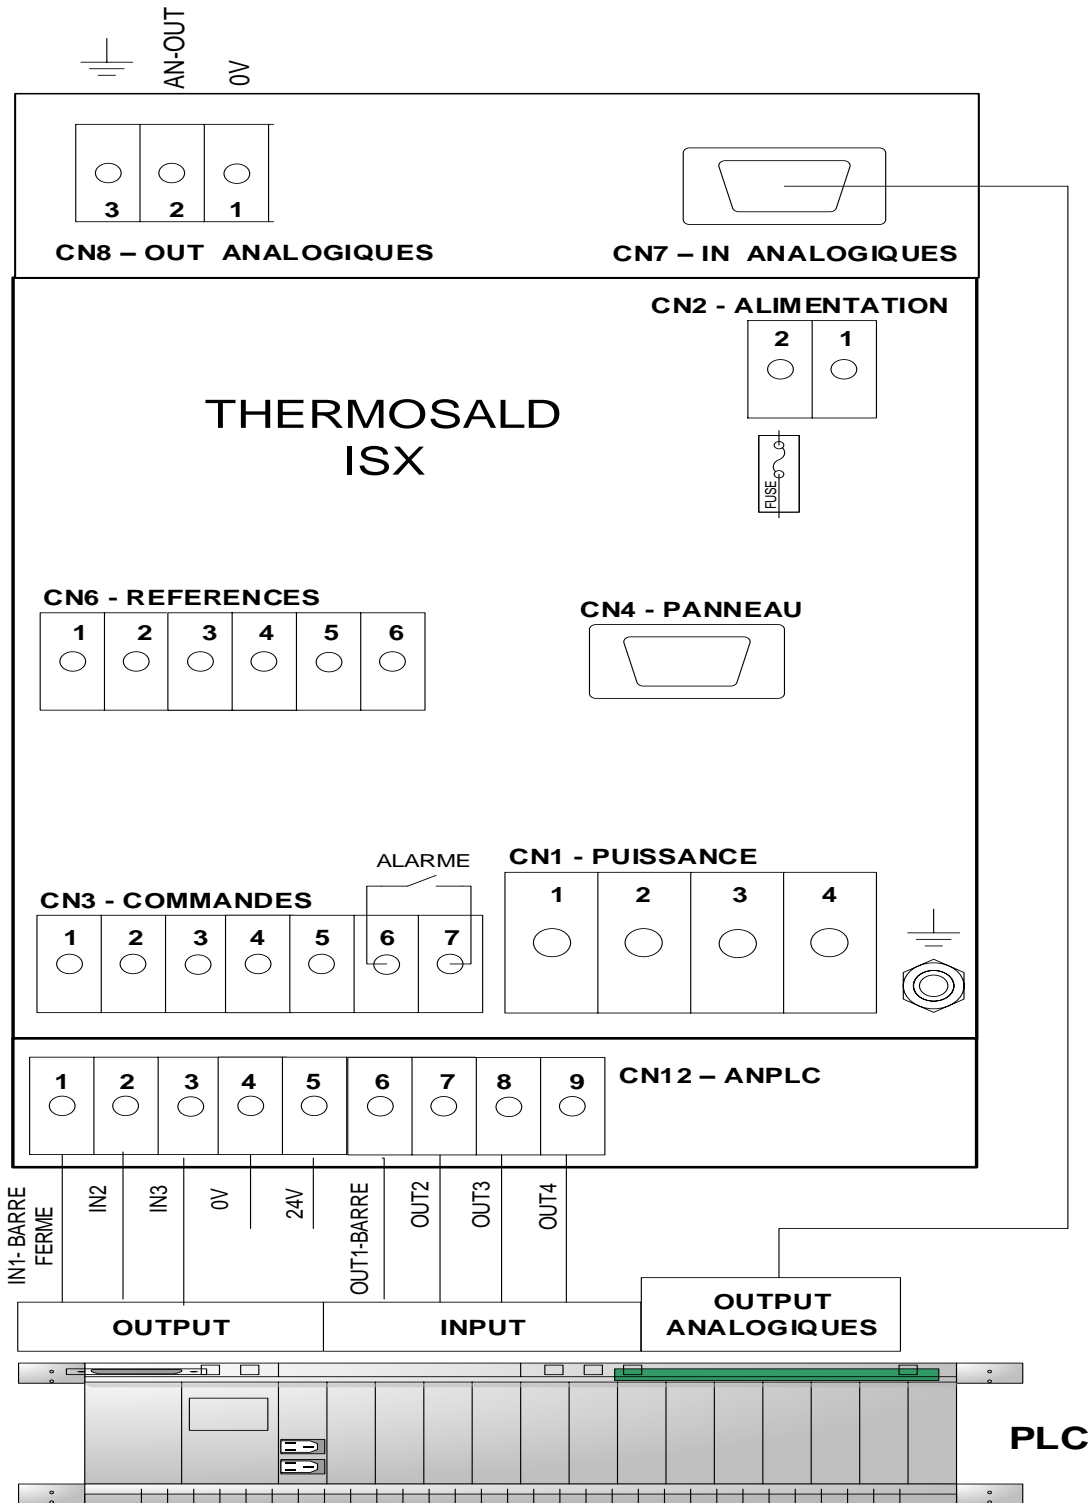 AN-OUT
0V
3 2 1
CN8 – OUT ANALOGIQUES
CN7 – IN ANALOGIQUES
CN2 - ALIMENTATION
2 1
THERMOSALD
ISX
FUSE
CN6 - REFERENCES
1 2 3 4 5 6
CN4 - PANNEAU
ALARME
CN1 - PUISSANCE
1 2 3 4
CN3 - COMMANDES
1 2 3 4 5 6 7
CN12 – ANPLC
1 2 3 4 5 6 7 8 9
IN1- BARRE
FERME
IN2
IN3
0V
24V
OUT1-BARRE
OUT2
OUT3
OUT4
OUTPUT
INPUT
OUTPUT
ANALOGIQUES
PLC